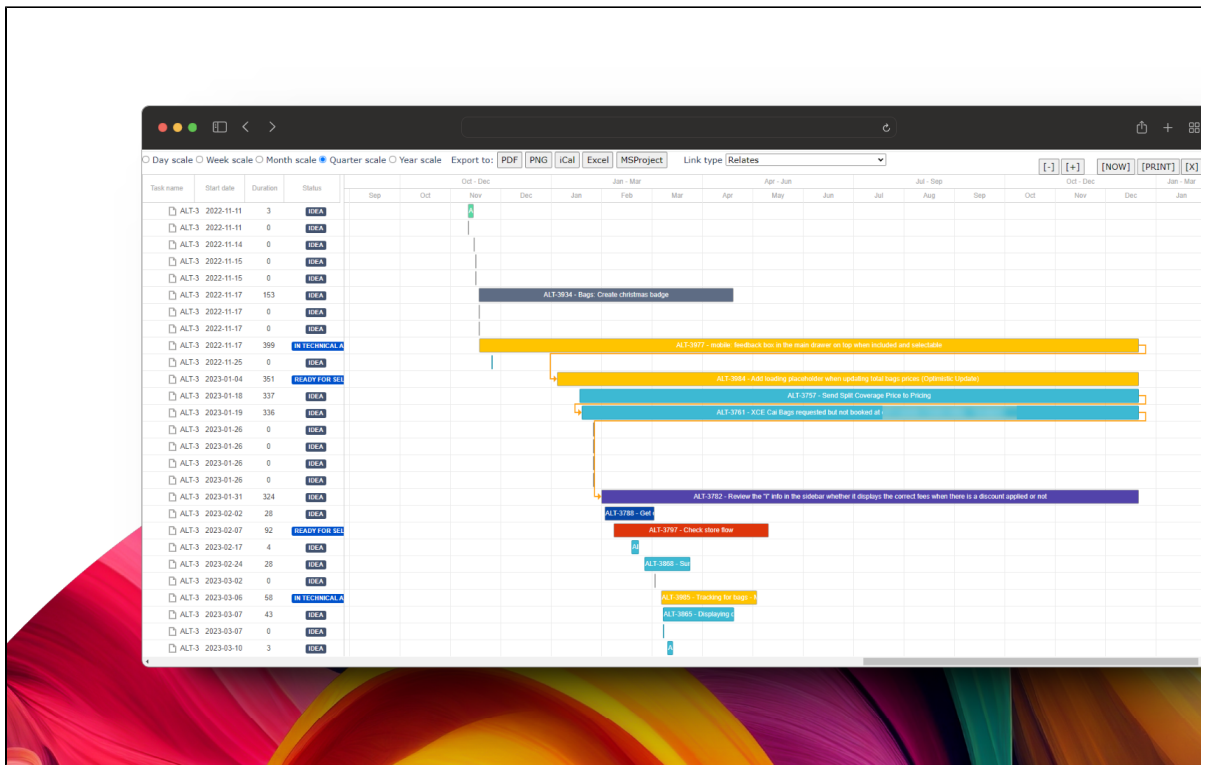 Day scale Week scale Month scale Quarter scale Year scale Export to: PDF PNG iCal Excel MSProject Link type Relates
[-] [+] [NOW] [PRINT] [X]
Task name Start date Duration Status
Oct - Dec Jan - Mar Apr - Jun Jul - Sep Oct - Dec Jan - Mar
Sep Oct Nov Dec Jan Feb Mar Apr May Jun Jul Aug Sep Oct Nov Dec Jan
ALT-3 2022-11-11 3 IDEA A
ALT-3 2022-11-11 0 IDEA
ALT-3 2022-11-14 0 IDEA
ALT-3 2022-11-15 0 IDEA
ALT-3 2022-11-15 0 IDEA
ALT-3 2022-11-17 153 IDEA ALT-3934 - Bags: Create christmas badge
ALT-3 2022-11-17 0 IDEA
ALT-3 2022-11-17 0 IDEA
ALT-3 2022-11-17 399 IN TECHNICAL A ALT-3977 - mobile: feedback box in the main drawer on top when included and selectable
ALT-3 2022-11-25 0 IDEA
ALT-3 2023-01-04 351 READY FOR SEL ALT-3984 - Add loading placeholder when updating total bags prices (Optimistic Update)
ALT-3 2023-01-18 337 IDEA ALT-3757 - Send Split Coverage Price to Pricing
ALT-3 2023-01-19 336 IDEA ALT-3761 - XCE Cai Bags requested but not booked at
ALT-3 2023-01-26 0 IDEA
ALT-3 2023-01-26 0 IDEA
ALT-3 2023-01-26 0 IDEA
ALT-3 2023-01-26 0 IDEA
ALT-3 2023-01-31 324 IDEA ALT-3782 - Review the "I" info in the sidebar whether it displays the correct fees when there is a discount applied or not
ALT-3 2023-02-02 28 IDEA ALT-3788 - Get
ALT-3 2023-02-07 92 READY FOR SEL ALT-3797 - Check store flow
ALT-3 2023-02-17 4 IDEA Al
ALT-3 2023-02-24 28 IDEA ALT-3868 - Sur
ALT-3 2023-03-02 0 IDEA
ALT-3 2023-03-06 58 IN TECHNICAL A ALT-3985 - Tracking for bags -
ALT-3 2023-03-07 43 IDEA ALT-3865 - Displaying
ALT-3 2023-03-07 0 IDEA
ALT-3 2023-03-10 3 IDEA A